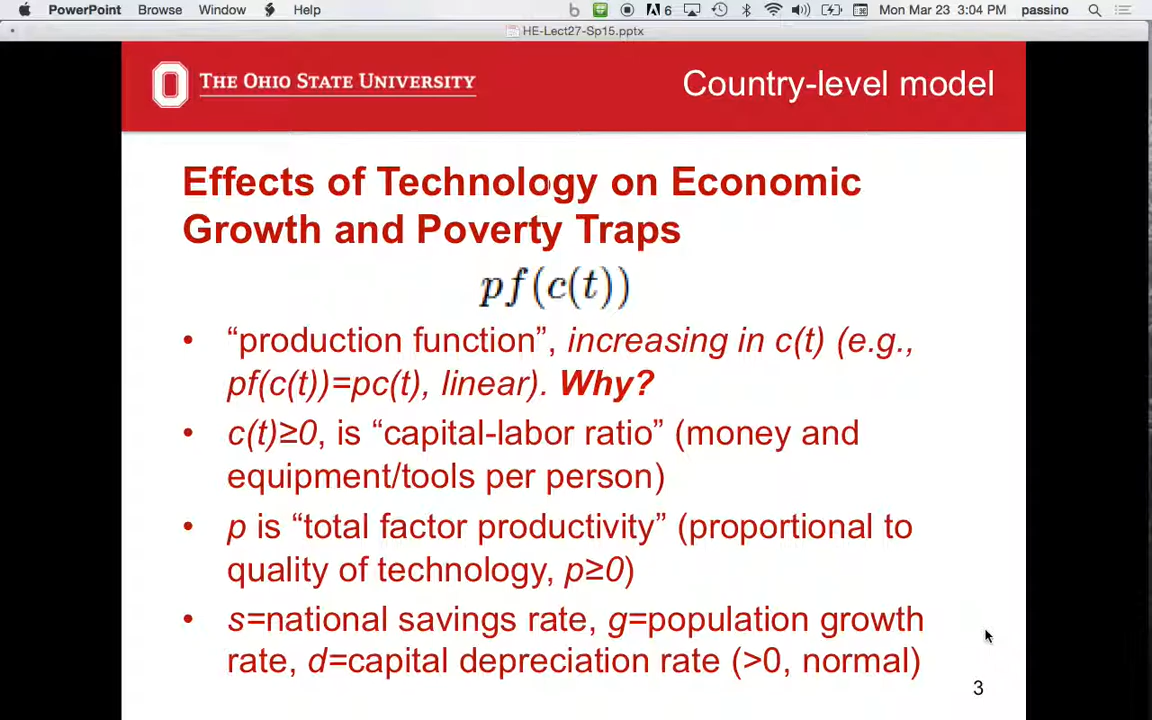 PowerPoint Browse Window Help 6 Mon Mar 23 3:04 PM passino
HE-Lect27-Sp15.pptx
THE OHIO STATE UNIVERSITY
Country-level model
Effects of Technology on Economic
Growth and Poverty Traps
pf(c(t))
• “production function”, increasing in c(t) (e.g.,
pf(c(t))=pc(t), linear). Why?
• c(t)≥0, is “capital-labor ratio” (money and
equipment/tools per person)
• p is “total factor productivity” (proportional to
quality of technology, p≥0)
• s=national savings rate, g=population growth
rate, d=capital depreciation rate (>0, normal)
3